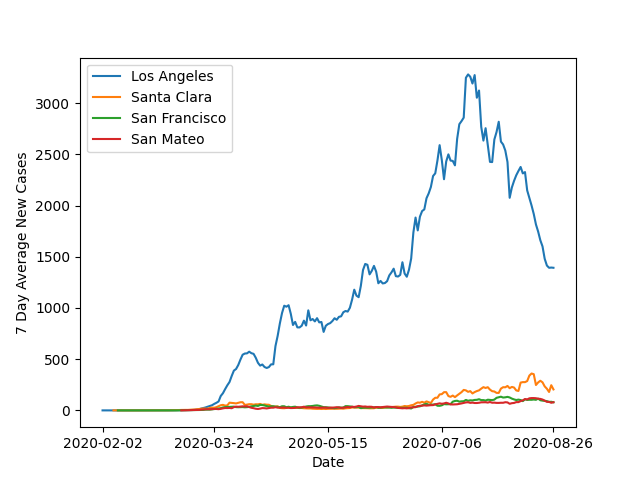 Los Angeles
Santa Clara
San Francisco
San Mateo
7 Day Average New Cases
3000
2500
2000
1500
1000
500
0
2020-02-02
2020-03-24
2020-05-15
2020-07-06
2020-08-26
Date